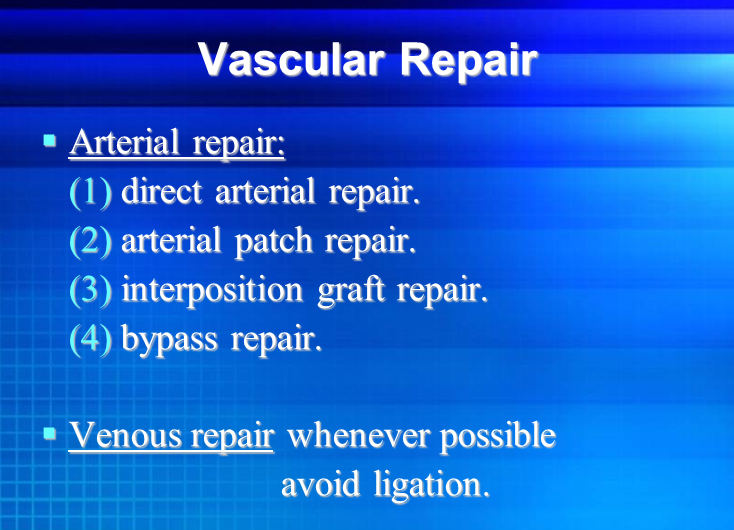 Vascular Repair
Arterial repair:
(1) direct arterial repair.
(2) arterial patch repair.
(3) interposition graft repair.
(4) bypass repair.
Venous repair whenever possible
avoid ligation.